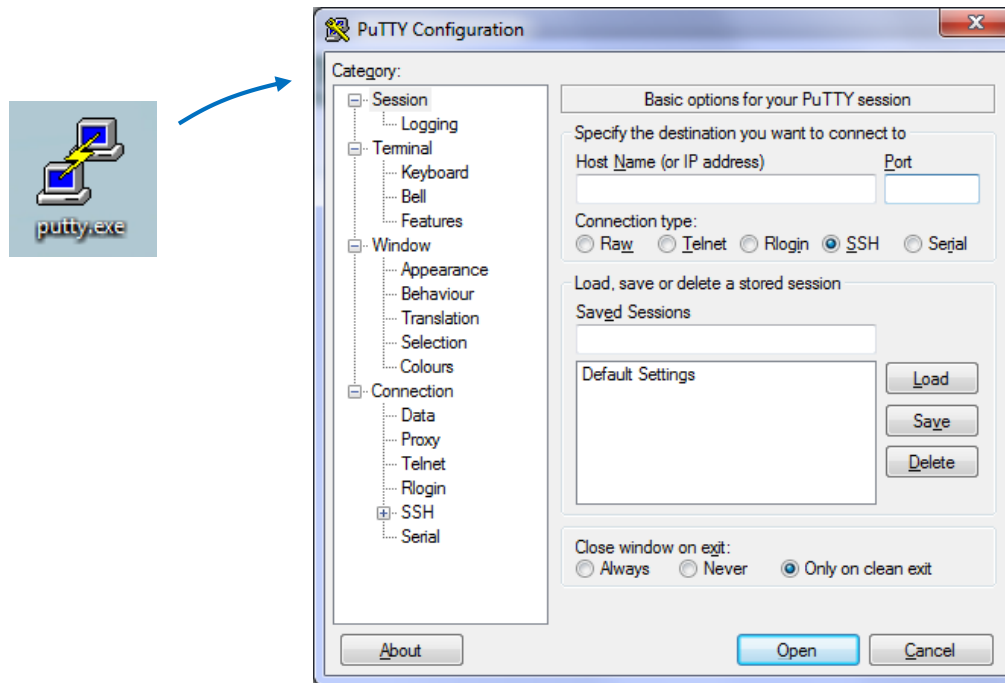 PuTTY Configuration
Category:
Session
Logging
Terminal
Keyboard
Bell
Features
Window
Appearance
Behaviour
Translation
Selection
Colours
Connection
Data
Proxy
Telnet
Rlogin
SSH
Serial
Basic options for your PuTTY session
Specify the destination you want to connect to
Host Name (or IP address) Port
Connection type:
Raw Telnet Rlogin SSH Serial
Load, save or delete a stored session
Saved Sessions
Default Settings
Load
Save
Delete
Close window on exit:
Always Never Only on clean exit
About Open Cancel
putty.exe